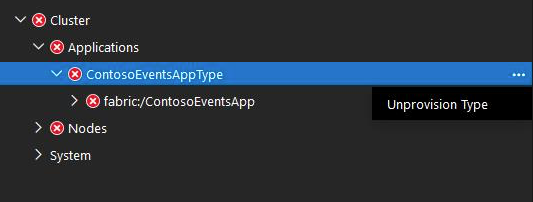 Cluster
Applications
ContosoEventsAppType ...
Unprovision Type
fabric:/ContosoEventsApp
Nodes
System